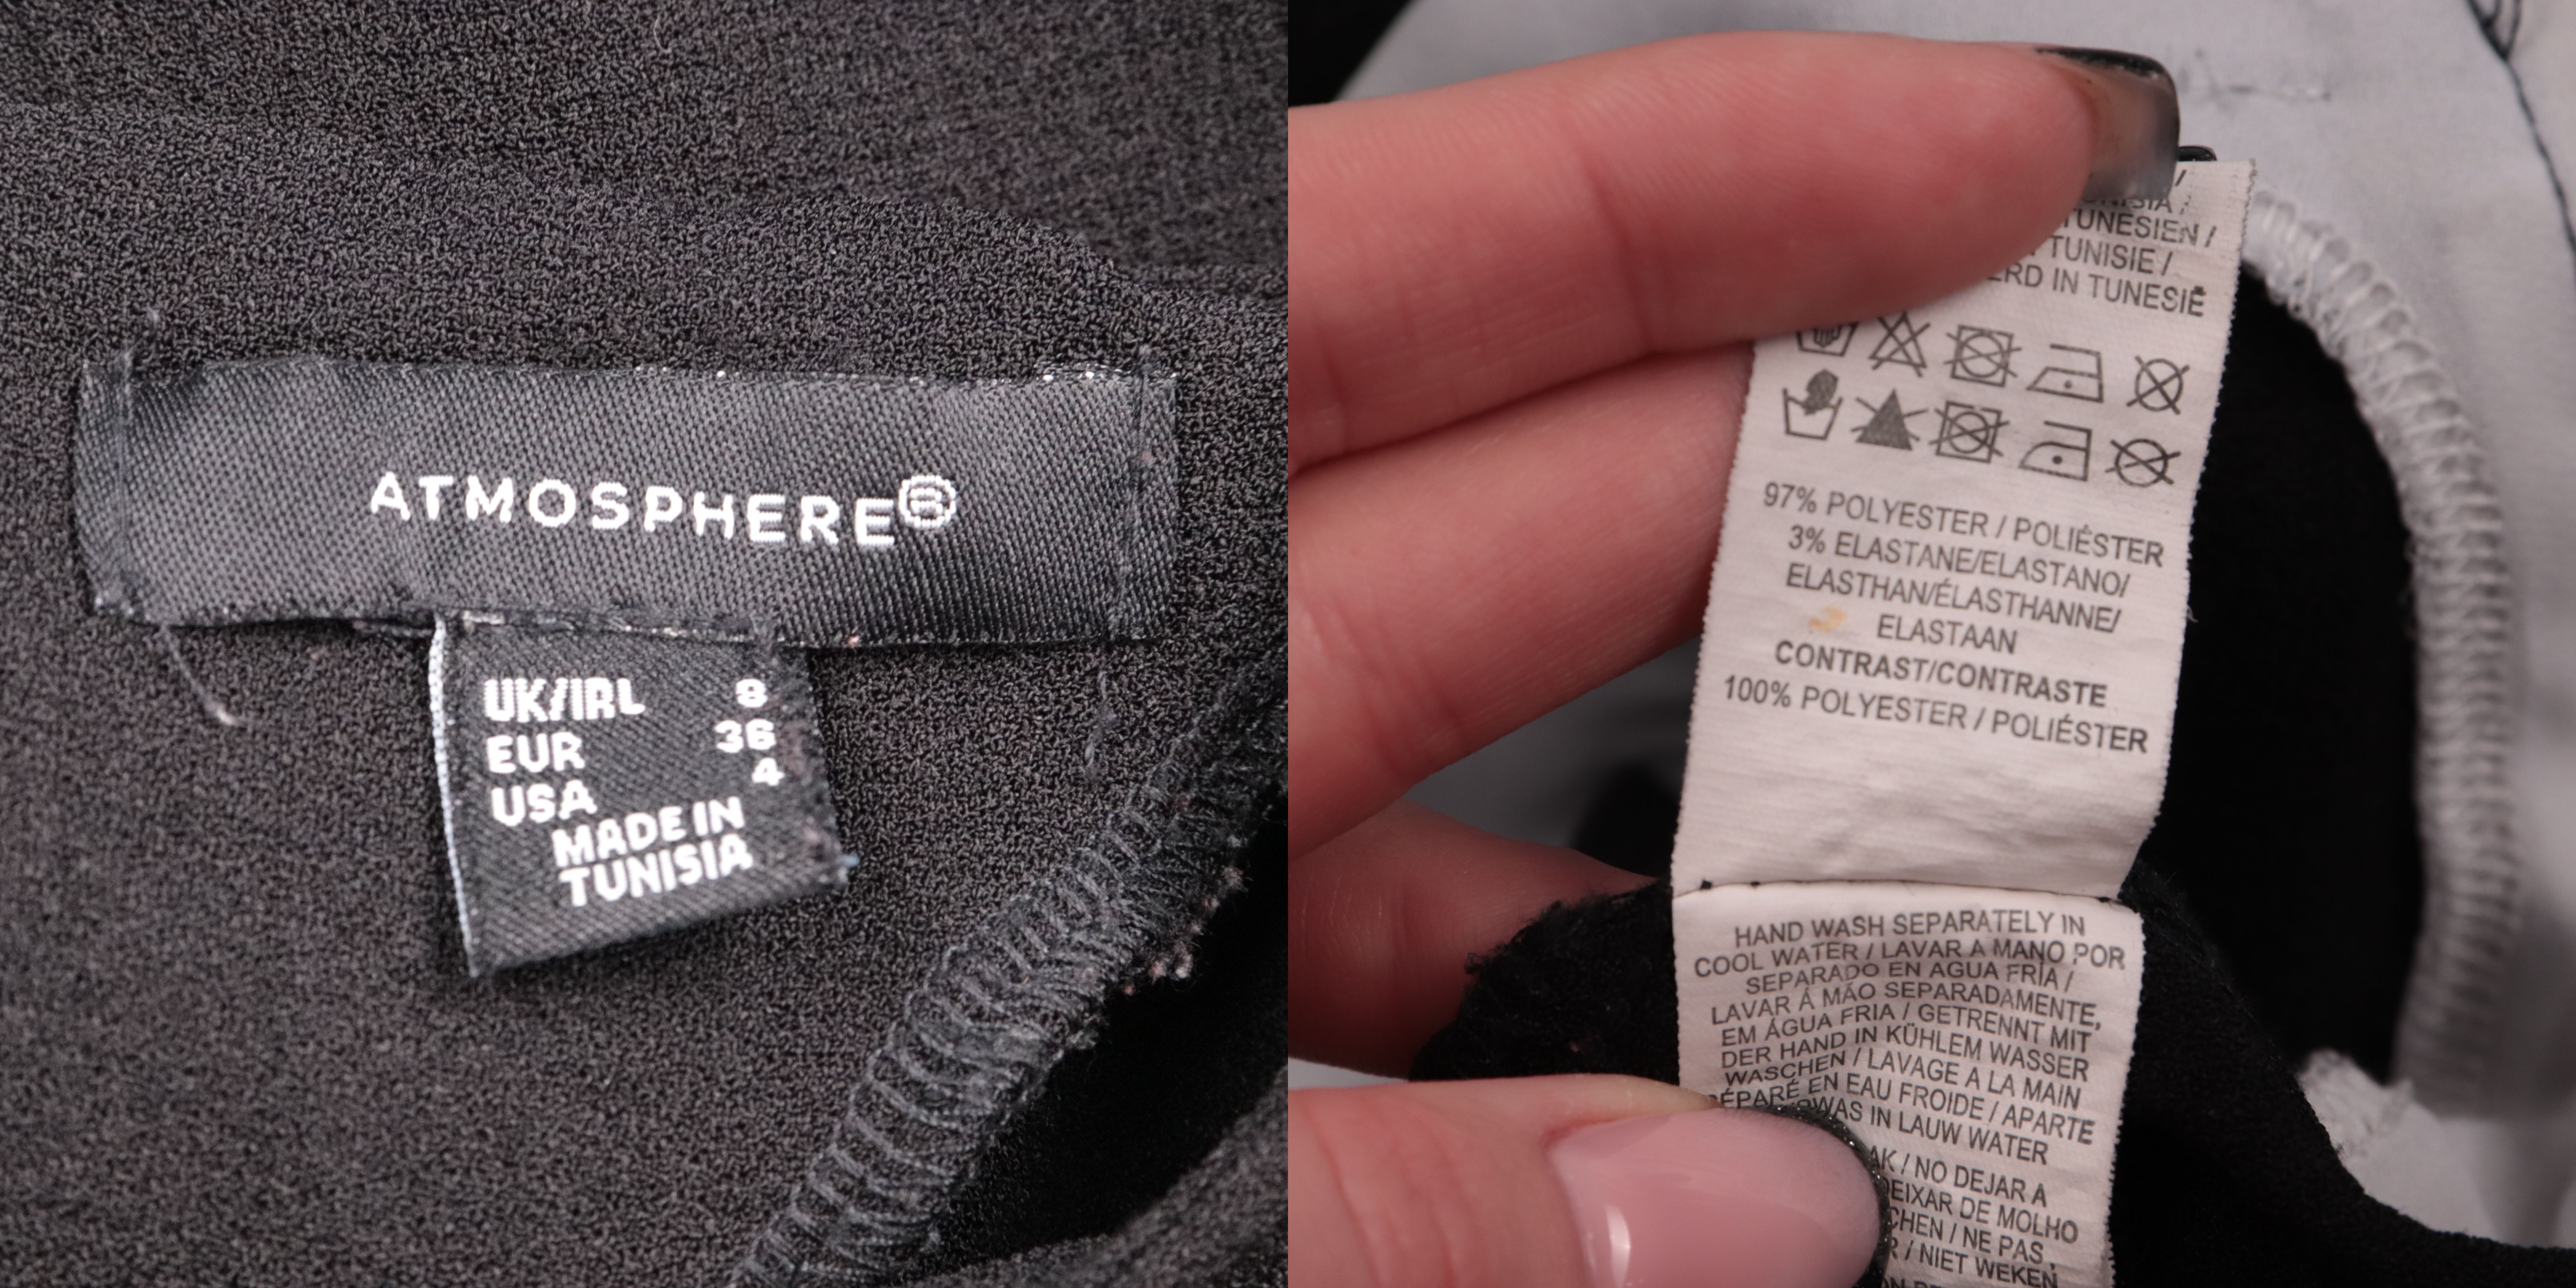 ATMOSPHERE®
UK/IRL 8
EUR 36
USA 4
MADE IN
TUNISIA
/
TUNESIEN /
TUNISIE /
IN TUNESIË
97% POLYESTER / POLIÉSTER
3% ELASTANE/ELASTANO/
ELASTHAN/ÉLASTHANNE/
ELASTAAN
CONTRAST/CONTRASTE
100% POLYESTER / POLIÉSTER
HAND WASH SEPARATELY IN
COOL WATER / LAVAR A MANO POR
SEPARADO EN AGUA FRÍA /
LAVAR Á MÃO SEPARADAMENTE,
EM ÁGUA FRIA / GETRENNT MIT
DER HAND IN KÜHLEM WASSER
WASCHEN / LAVAGE A LA MAIN
SÉPARÉ EN EAU FROIDE / APARTE
IN LAUW WATER
/ NO DEJAR A
DE MOLHO
/ NE PAS
/ NIET WEKEN